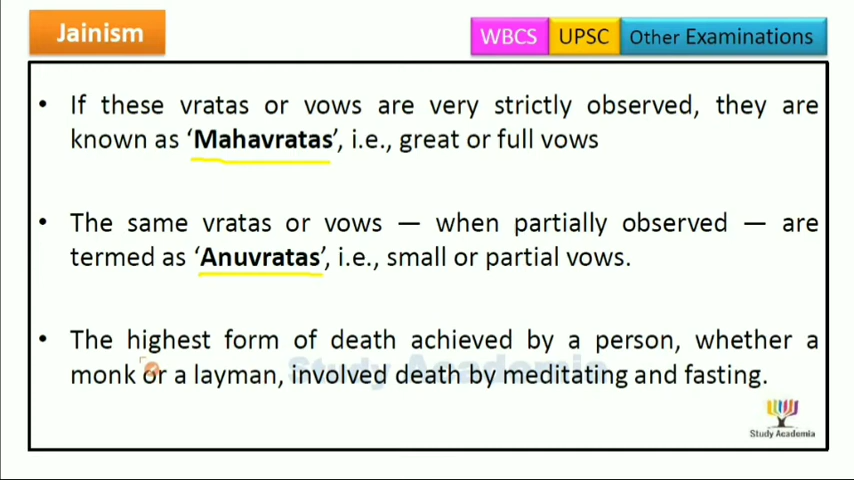 Jainism
WBCS UPSC Other Examinations
• If these vratas or vows are very strictly observed, they are
known as ‘Mahavratas’, i.e., great or full vows
• The same vratas or vows — when partially observed — are
termed as ‘Anuvratas’, i.e., small or partial vows.
• The highest form of death achieved by a person, whether a
monk or a layman, involved death by meditating and fasting.
Study Academia
Study Academia